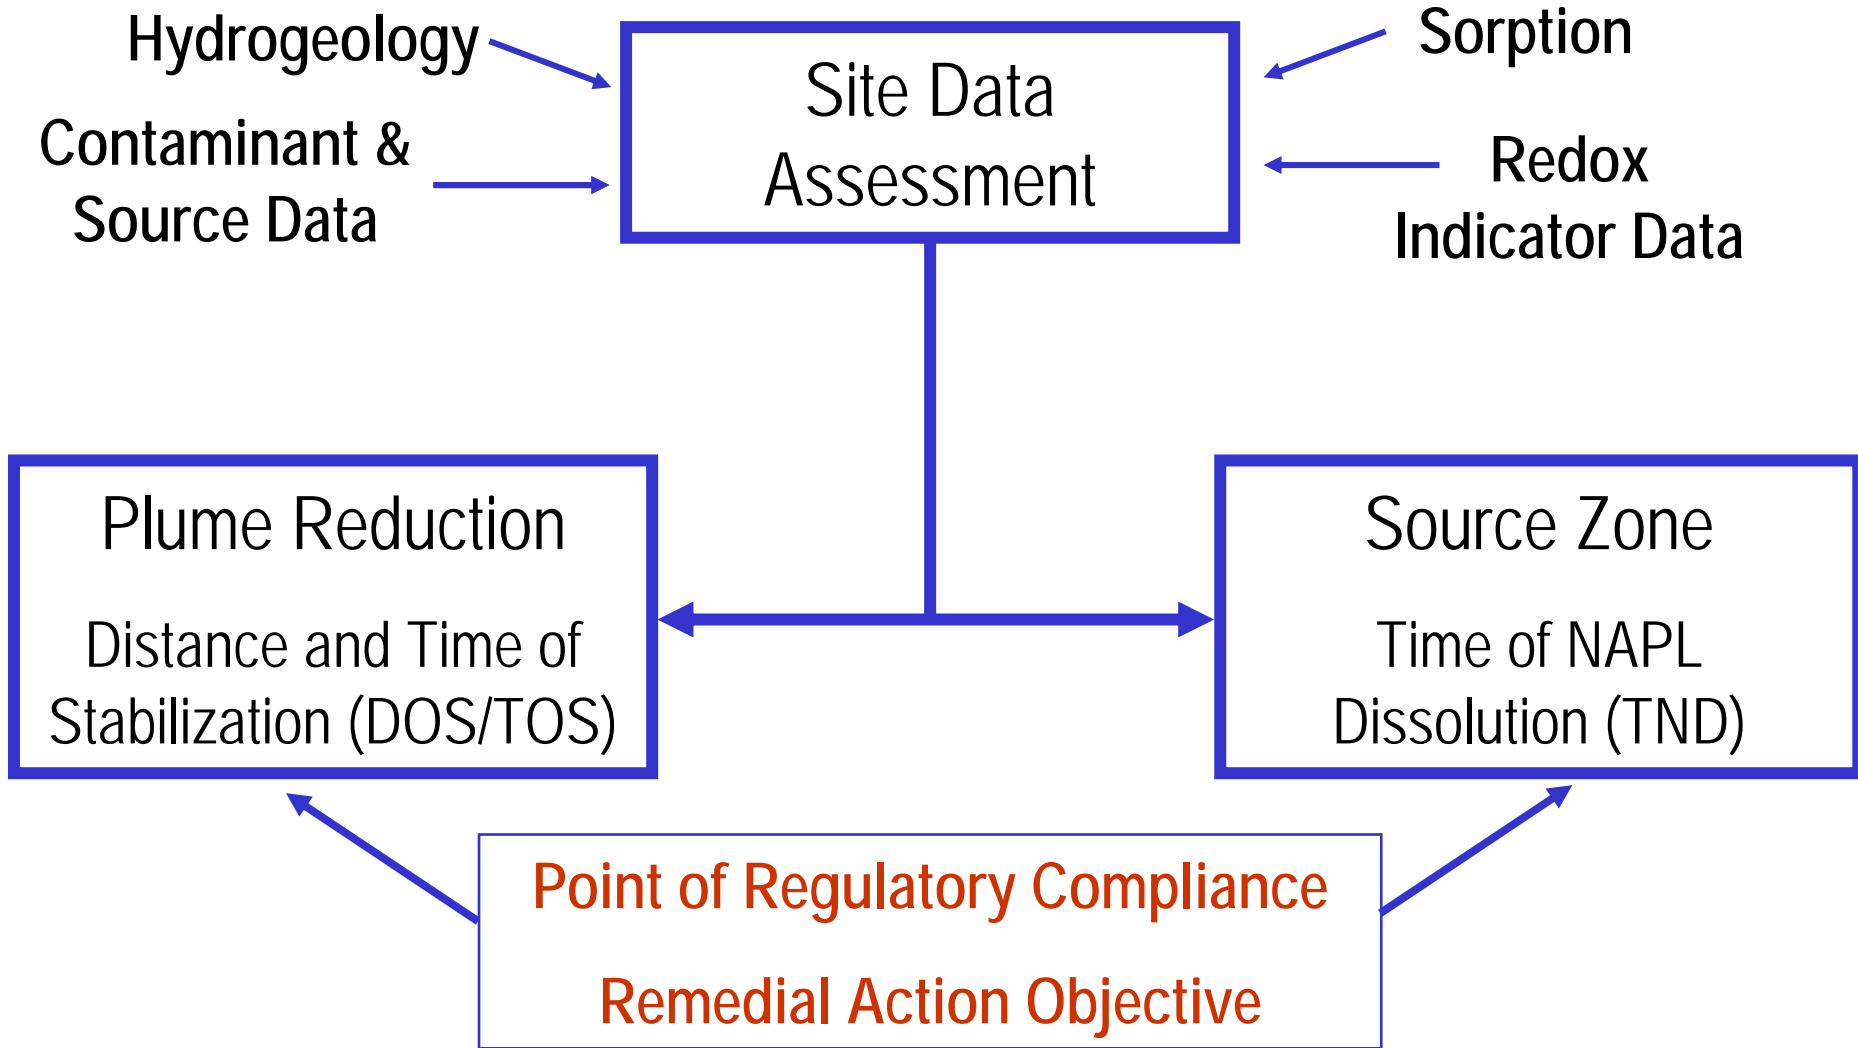 Hydrogeology
Contaminant &
Source Data
Site Data
Assessment
Sorption
Redox
Indicator Data
Plume Reduction
Distance and Time of
Stabilization (DOS/TOS)
Source Zone
Time of NAPL
Dissolution (TND)
Point of Regulatory Compliance
Remedial Action Objective